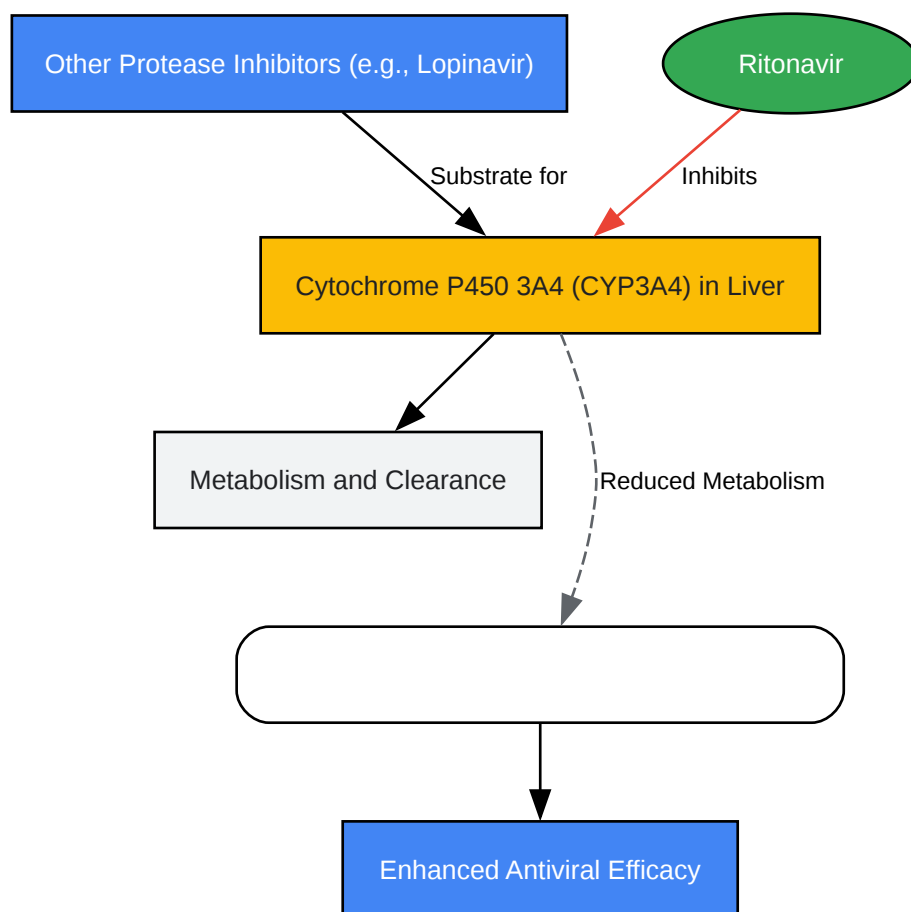 Other Protease Inhibitors (e.g., Lopinavir)
Ritonavir
Substrate for
Inhibits
Cytochrome P450 3A4 (CYP3A4) in Liver
Metabolism and Clearance
Reduced Metabolism
Enhanced Antiviral Efficacy